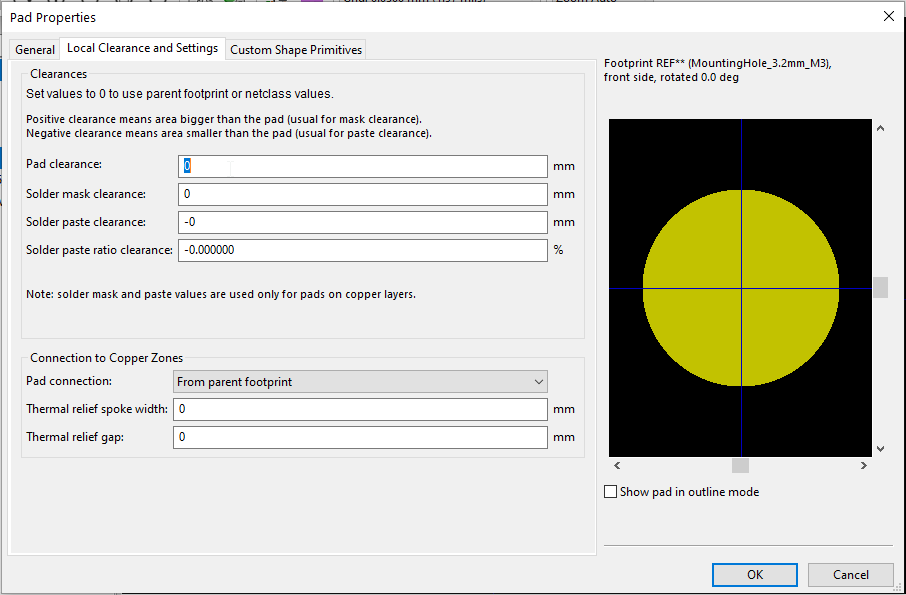 Pad Properties
General
Local Clearance and Settings
Custom Shape Primitives
Clearances
Set values to 0 to use parent footprint or netclass values.
Positive clearance means area bigger than the pad (usual for mask clearance).
Negative clearance means area smaller than the pad (usual for paste clearance).
Pad clearance: 0 mm
Solder mask clearance: 0 mm
Solder paste clearance: -0 mm
Solder paste ratio clearance: -0.000000 %
Note: solder mask and paste values are used only for pads on copper layers.
Connection to Copper Zones
Pad connection: From parent footprint
Thermal relief spoke width: 0 mm
Thermal relief gap: 0 mm
Footprint REF** (MountingHole_3.2mm_M3),
front side, rotated 0.0 deg
Show pad in outline mode
OK
Cancel